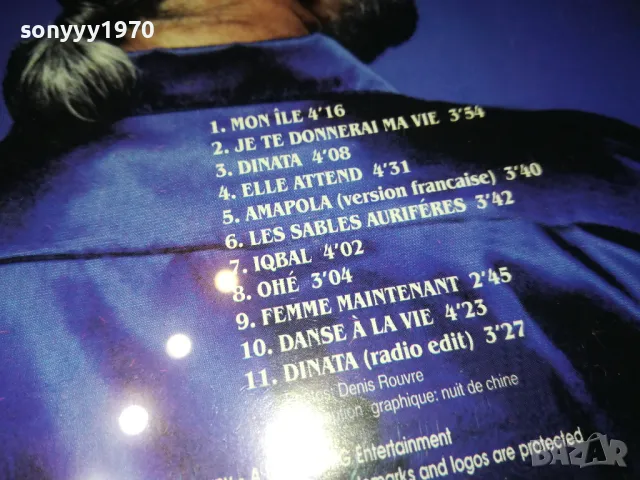 sonyyy1970
1. MON ÎLE 4'16
2. JE TE DONNERAI MA VIE 3'54
3. DINATA 4'08
4. ELLE ATTEND 4'31
5. AMAPOLA (version francaise) 3'40
6. LES SABLES AURIFÉRES 3'42
7. IQBAL 4'02
8. OHÉ 3'04
9. FEMME MAINTENANT 2'45
10. DANSE À LA VIE 4'23
11. DINATA (radio edit) 3'27
Denis Rouvre
graphique: nuit de chine
Entertainment
and logos are protected
BAZAR